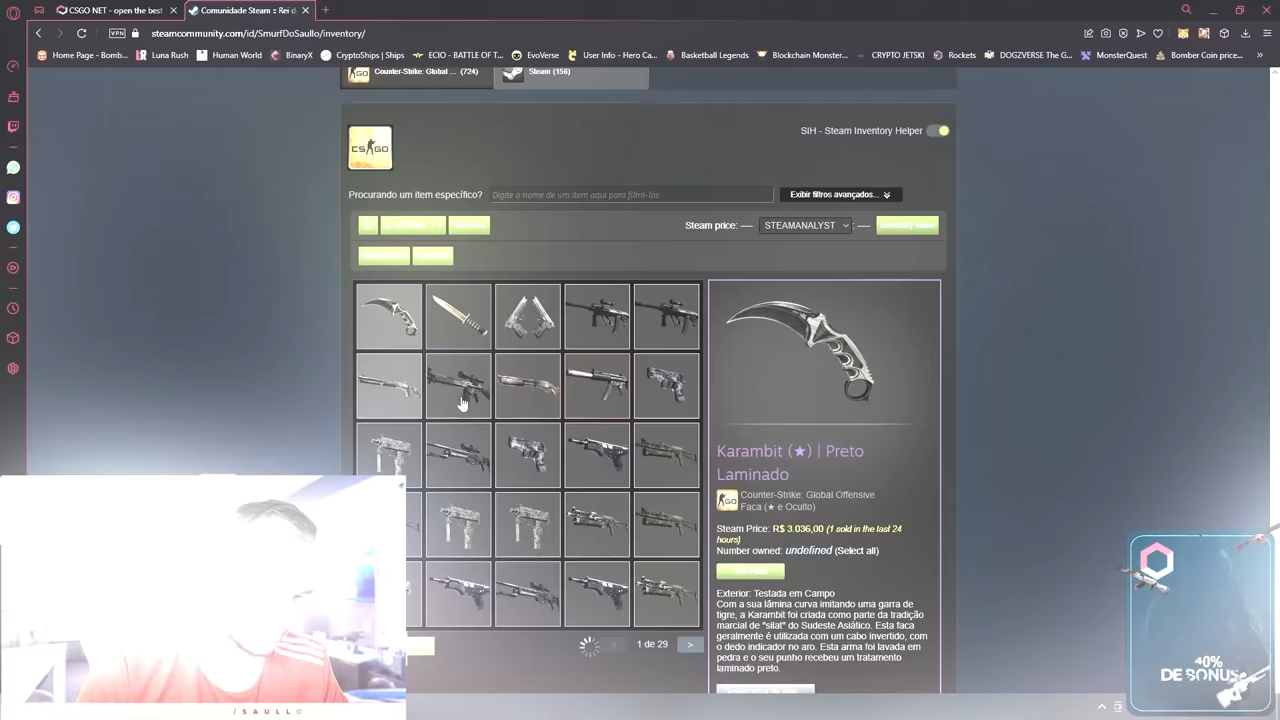 CSGO NET - open the best
Comunidade Steam :: Rei d
VPN
steamcommunity.com/id/SmurfDoSaullo/inventory/
Home Page - Bomb...
Luna Rush
Human World
BinaryX
CryptoShips | Ships
ECIO - BATTLE OF T...
EvoVerse
User Info - Hero Ca...
Basketball Legends
Blockchain Monster...
CRYPTO JETSKI
Rockets
DOGZVERSE The G...
MonsterQuest
Bomber Coin price...
Counter-Strike: Global ... (724)
Steam (156)
CS GO
SIH - Steam Inventory Helper
Procurando um item específico?
Digite o nome de um item aqui para filtrá-los
Exibir filtros avançados...
Steam price: —
STEAMANALYST
: —
Inventory value
Karambit (★) | Preto
Laminado
Counter-Strike: Global Offensive
Faca (★ e Oculto)
Steam Price: R$ 3.036,00 (1 sold in the last 24
hours)
Number owned: undefined (Select all)
Exterior: Testada em Campo
Com a sua lâmina curva imitando uma garra de
tigre, a Karambit foi criada como parte da tradição
marcial de "silat" do Sudeste Asiático. Esta faca
geralmente é utilizada com um cabo invertido, com
o dedo indicador no aro. Esta arma foi lavada em
pedra e o seu punho recebeu um tratamento
laminado preto.
1 de 29
>
40%
DE BONUS
/SAULLO